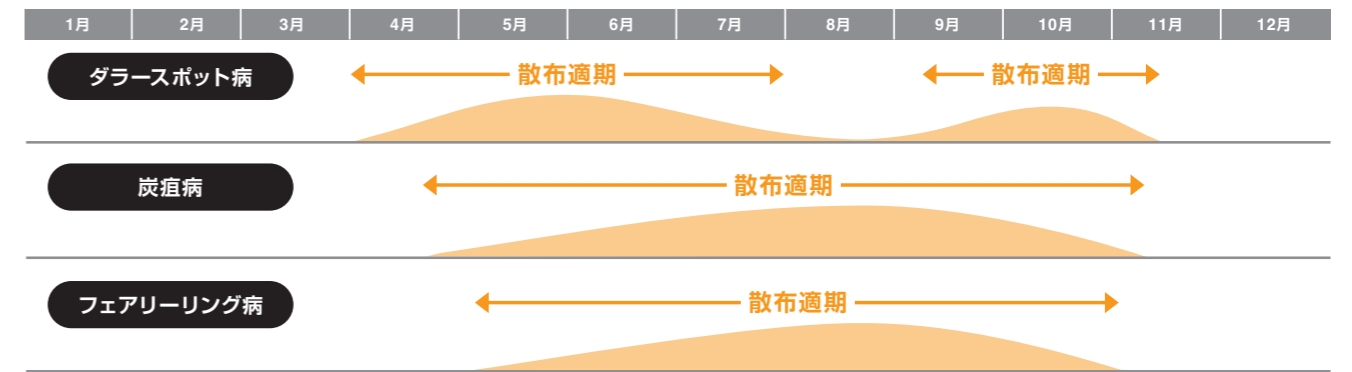 1月 2月 3月 4月 5月 6月 7月 8月 9月 10月 11月 12月
ダラースポット病
散布適期 散布適期
炭疽病
散布適期
フェアリーリング病
散布適期